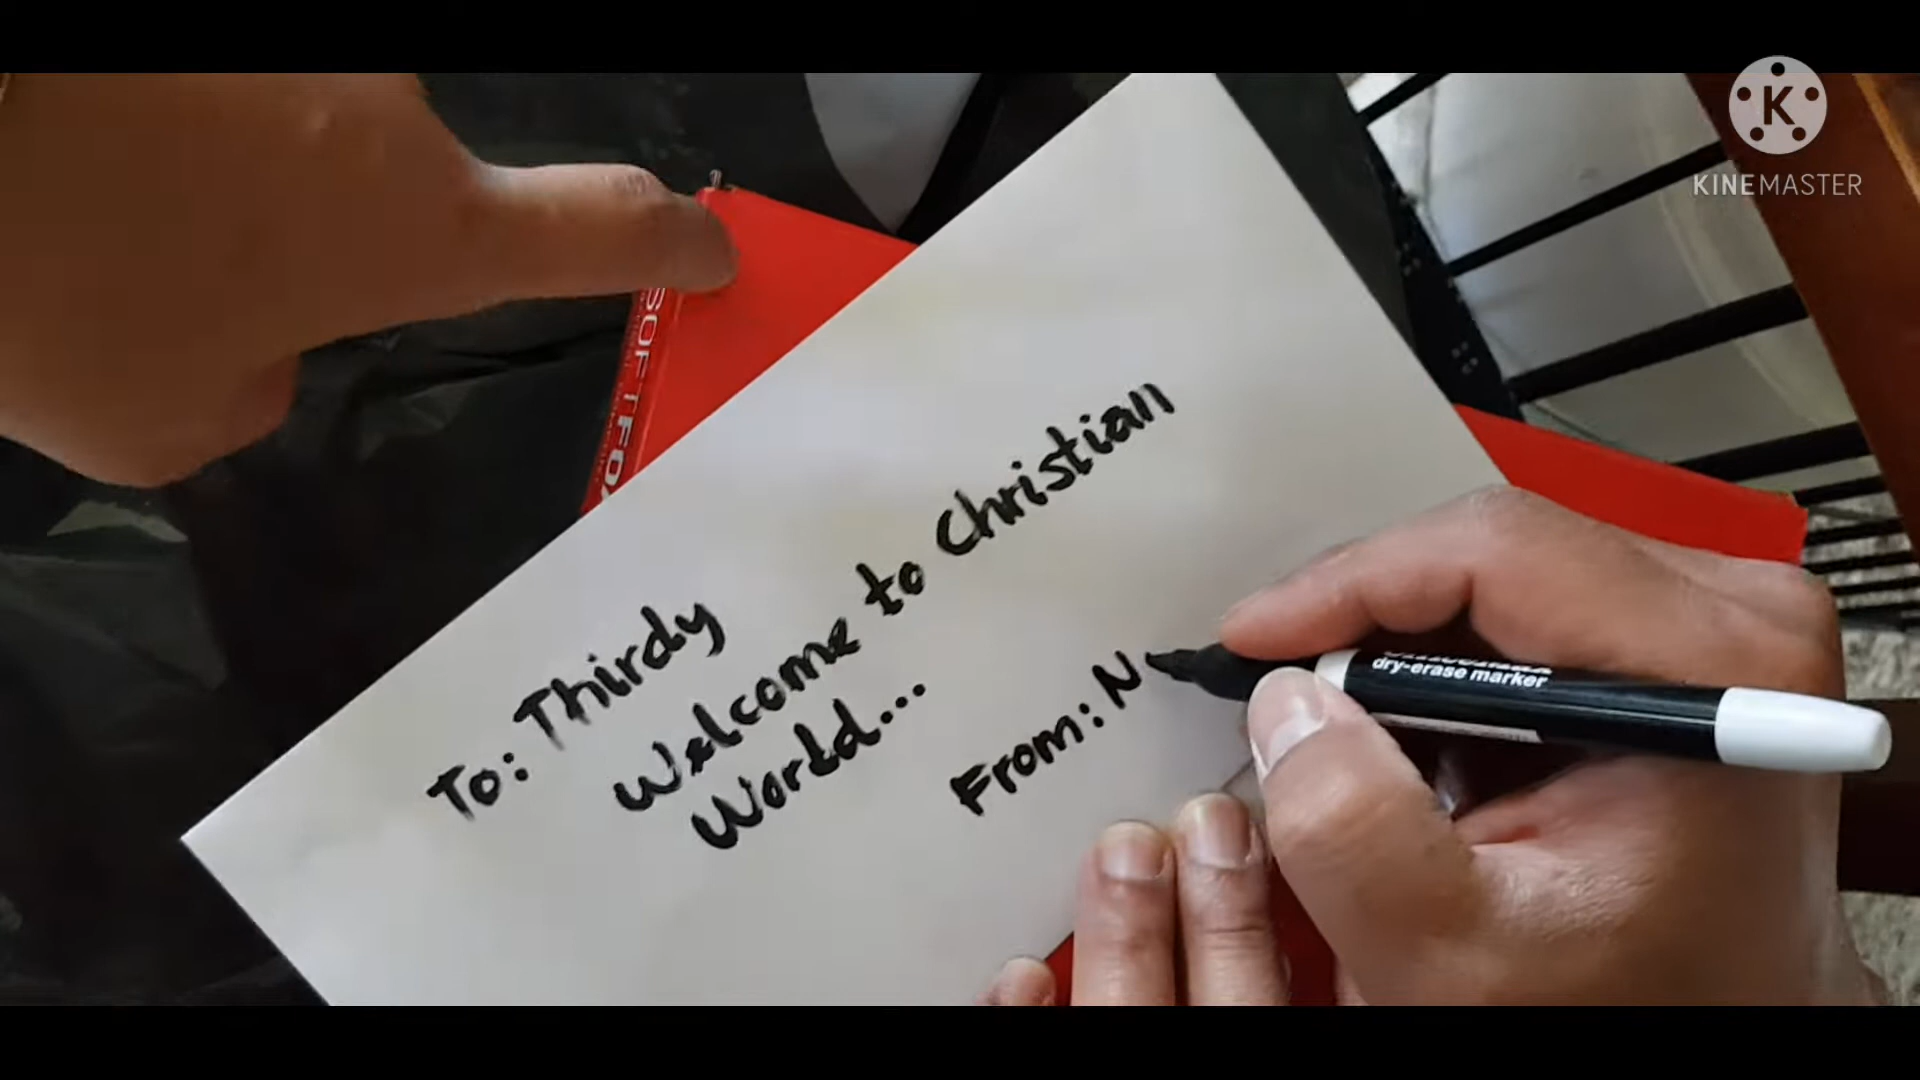 KINEMASTER
To: Thirdy
Welcome to Christian
World...
From: N
dry-erase marker